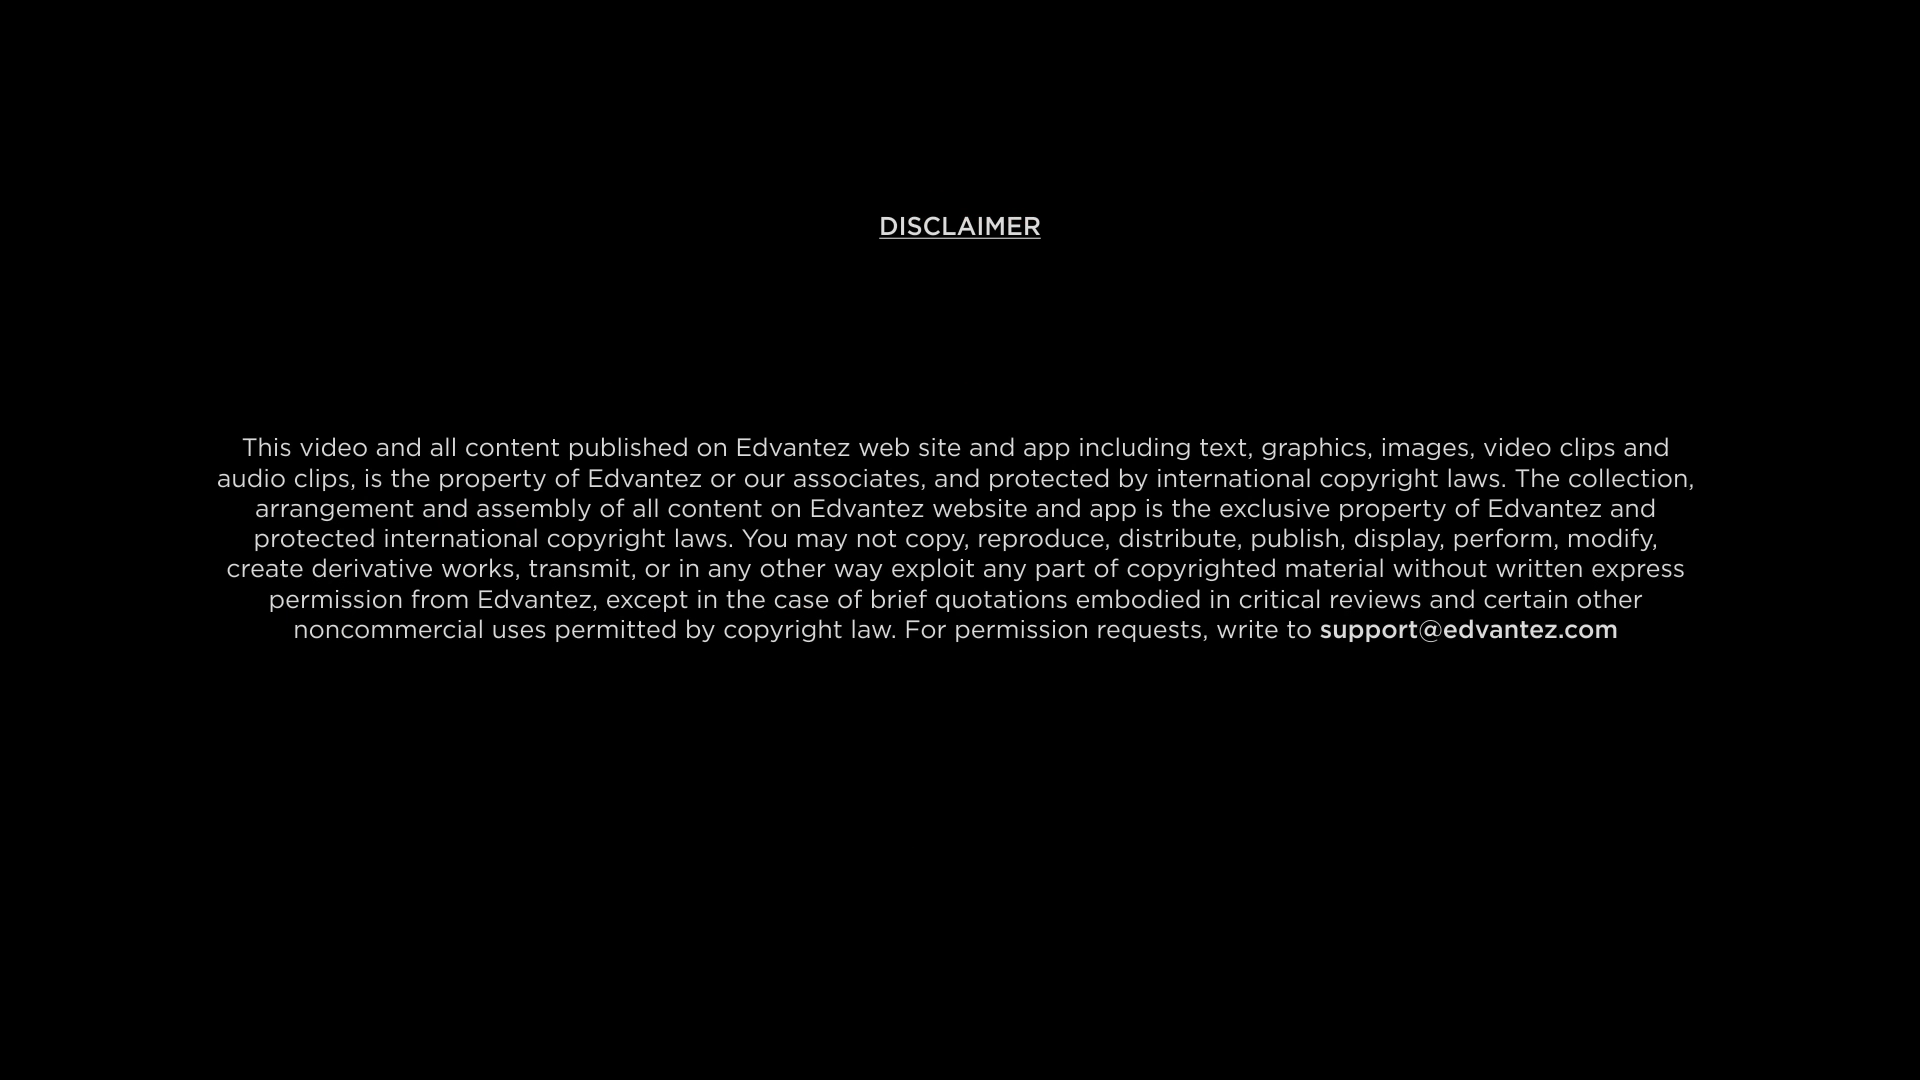 DISCLAIMER
This video and all content published on Edvantez web site and app including text, graphics, images, video clips and
audio clips, is the property of Edvantez or our associates, and protected by international copyright laws. The collection,
arrangement and assembly of all content on Edvantez website and app is the exclusive property of Edvantez and
protected international copyright laws. You may not copy, reproduce, distribute, publish, display, perform, modify,
create derivative works, transmit, or in any other way exploit any part of copyrighted material without written express
permission from Edvantez, except in the case of brief quotations embodied in critical reviews and certain other
noncommercial uses permitted by copyright law. For permission requests, write to support@edvantez.com